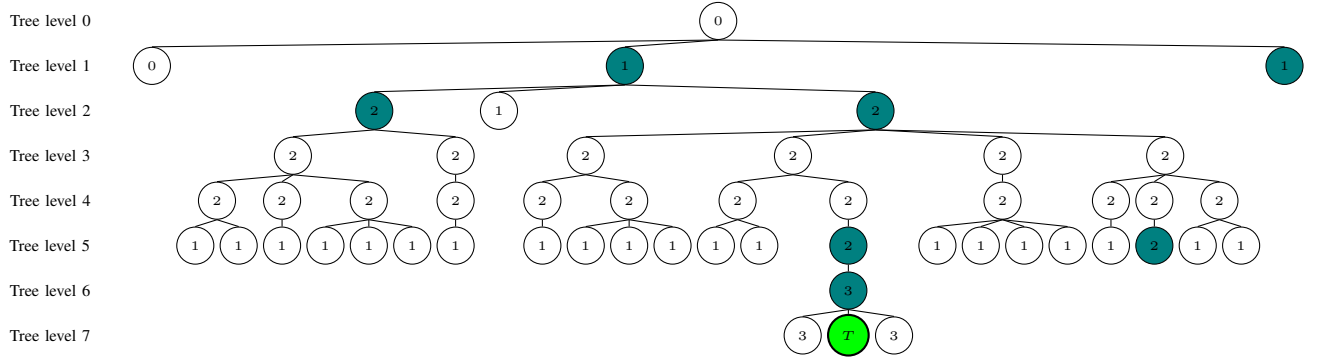 Tree level 0 0
Tree level 1 0 1 1
Tree level 2 2 1 2
Tree level 3 2 2 2 2 2 2
Tree level 4 2 2 2 2 2 2 2 2 2 2 2 2
Tree level 5 1 1 1 1 1 1 1 1 1 1 1 1 1 2 1 1 1 1 1 2 1 1
Tree level 6 3
Tree level 7 3 T 3